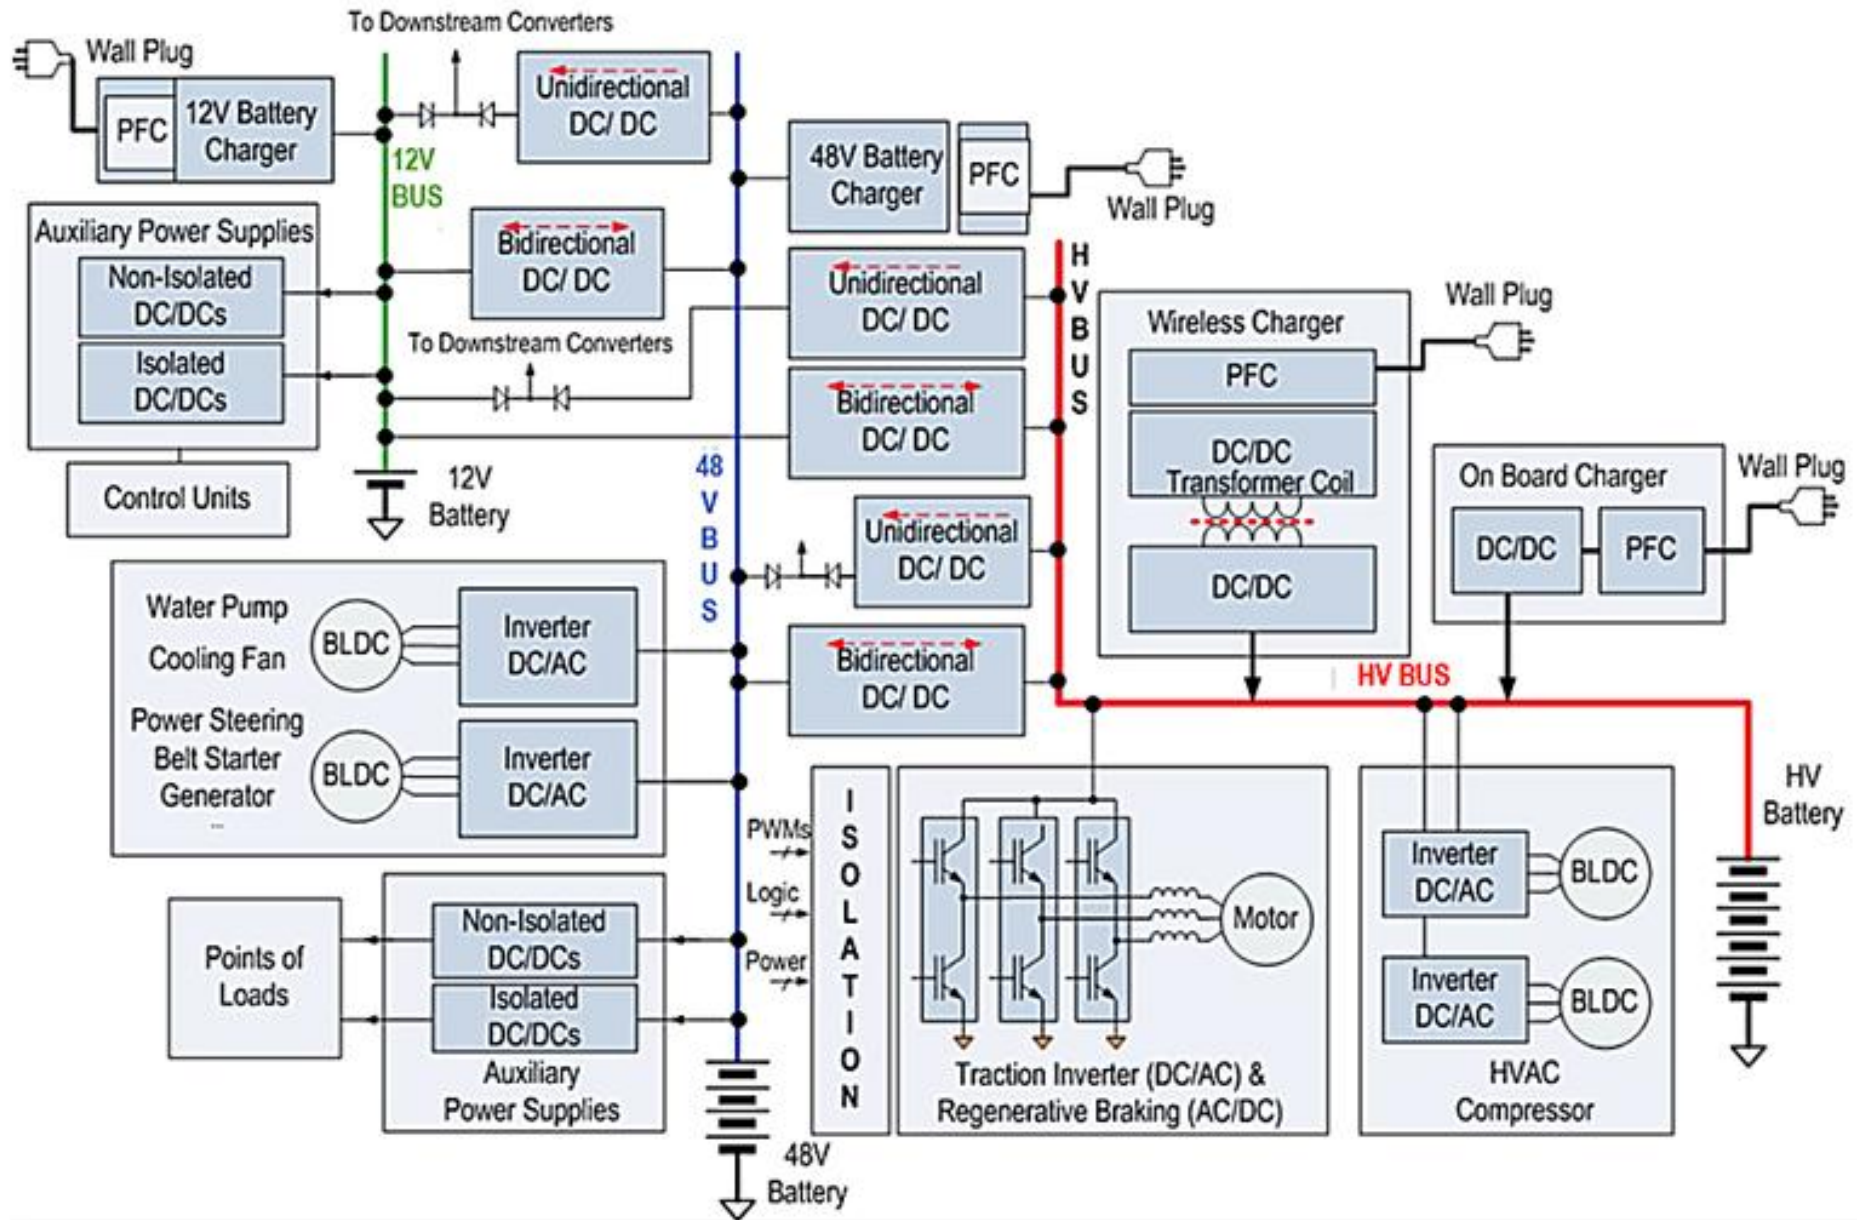 To Downstream Converters
Wall Plug
PFC
12V Battery
Charger
12V
BUS
Unidirectional
DC/ DC
48V Battery
Charger
PFC
Wall Plug
Auxiliary Power Supplies
Non-Isolated
DC/DCs
Isolated
DC/DCs
Control Units
Bidirectional
DC/ DC
To Downstream Converters
12V
Battery
Unidirectional
DC/ DC
Bidirectional
DC/ DC
H
V
B
U
S
48
V
B
U
S
Unidirectional
DC/ DC
Bidirectional
DC/ DC
Wireless Charger
PFC
DC/DC
Transformer Coil
DC/DC
Wall Plug
On Board Charger
DC/DC
PFC
Wall Plug
HV BUS
Water Pump
Cooling Fan
BLDC
Inverter
DC/AC
Power Steering
Belt Starter
Generator
...
BLDC
Inverter
DC/AC
Points of
Loads
Non-Isolated
DC/DCs
Isolated
DC/DCs
Auxiliary
Power Supplies
48V
Battery
PWMs
Logic
Power
I
S
O
L
A
T
I
O
N
Motor
Traction Inverter (DC/AC) &
Regenerative Braking (AC/DC)
Inverter
DC/AC
BLDC
Inverter
DC/AC
BLDC
HVAC
Compressor
HV
Battery